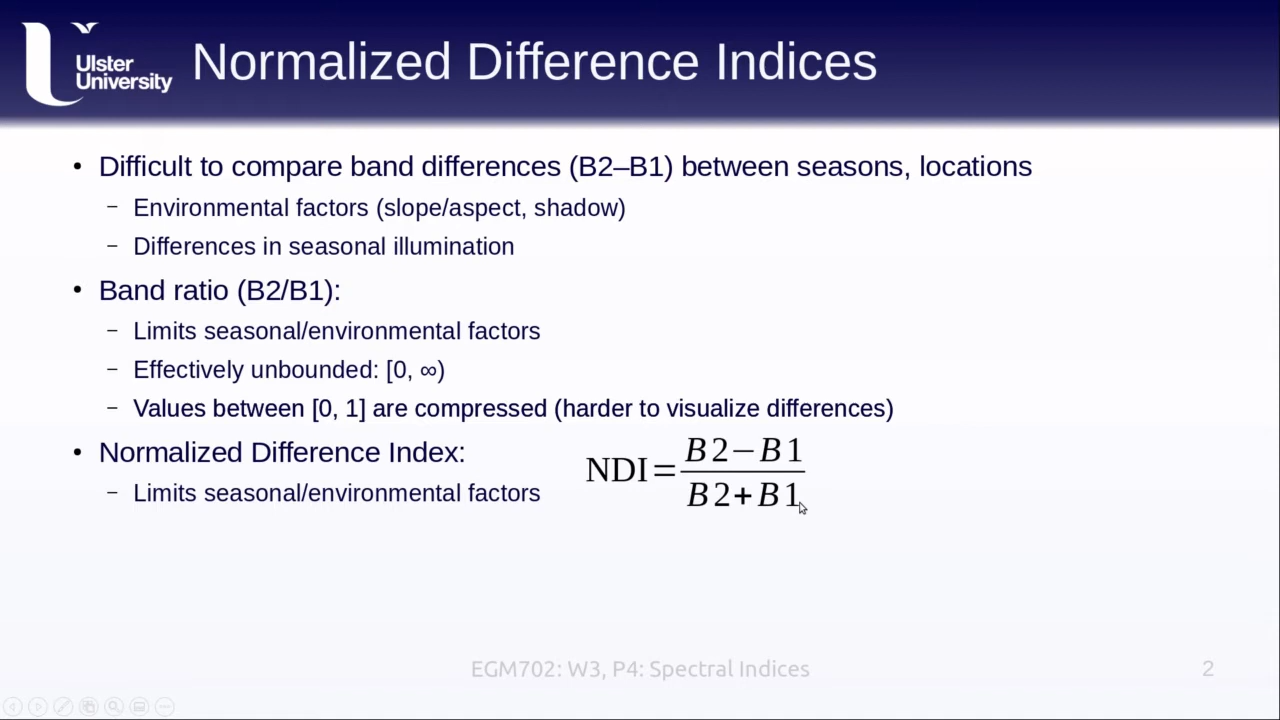 Ulster
University
Normalized Difference Indices
• Difficult to compare band differences (B2–B1) between seasons, locations
– Environmental factors (slope/aspect, shadow)
– Differences in seasonal illumination
• Band ratio (B2/B1):
– Limits seasonal/environmental factors
– Effectively unbounded: [0, ∞)
– Values between [0, 1] are compressed (harder to visualize differences)
• Normalized Difference Index:
NDI = (B2−B1)/(B2+B1)
– Limits seasonal/environmental factors
EGM702: W3, P4: Spectral Indices
2